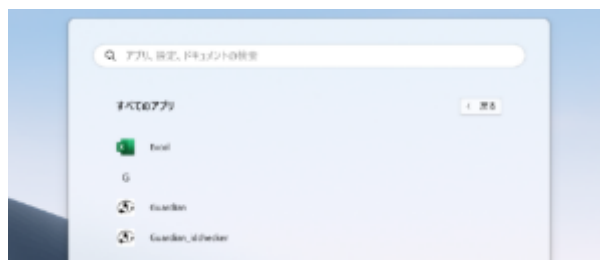 アプリ、設定、ドキュメントの検索
すべてのアプリ
< 戻る
Excel
G
Guardian
Guardian_idchecker